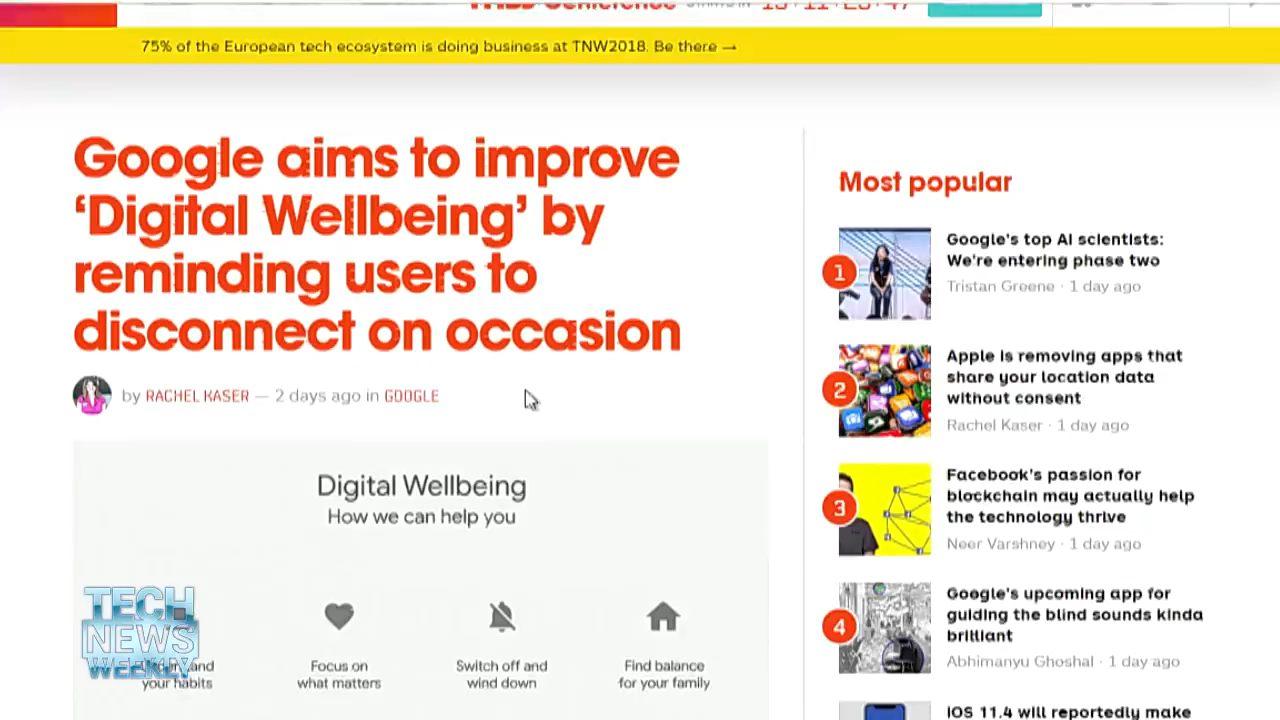 Conference
75% of the European tech ecosystem is doing business at TNW2018. Be there →
Google aims to improve
‘Digital Wellbeing’ by
reminding users to
disconnect on occasion
by RACHEL KASER — 2 days ago in GOOGLE
Digital Wellbeing
How we can help you
your habits
Focus on
what matters
Switch off and
wind down
Find balance
for your family
TECH
NEWS
WEEKLY
Most popular
1
Google's top AI scientists:
We're entering phase two
Tristan Greene · 1 day ago
2
Apple is removing apps that
share your location data
without consent
Rachel Kaser · 1 day ago
3
Facebook's passion for
blockchain may actually help
the technology thrive
Neer Varshney · 1 day ago
4
Google's upcoming app for
guiding the blind sounds kinda
brilliant
Abhimanyu Ghoshal · 1 day ago
iOS 11.4 will reportedly make